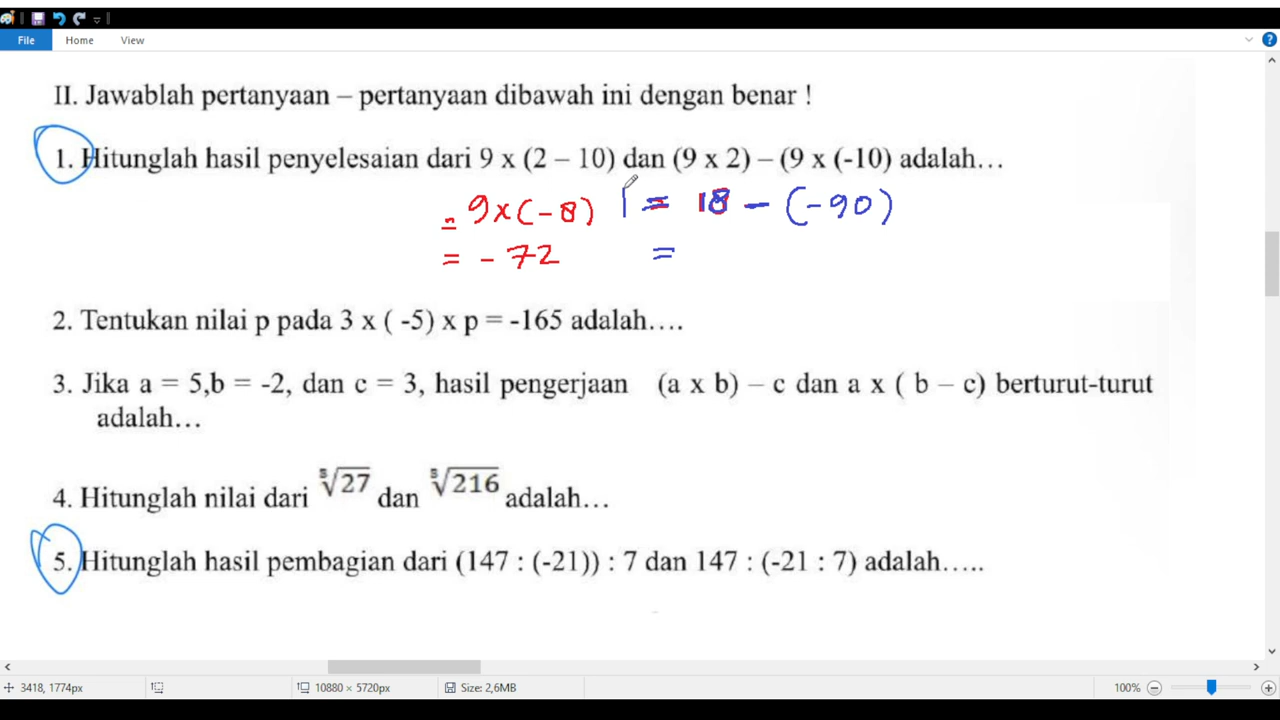 File Home View
II. Jawablah pertanyaan – pertanyaan dibawah ini dengan benar !
1. Hitunglah hasil penyelesaian dari 9 x (2 – 10) dan (9 x 2) – (9 x (-10) adalah…
= 9 x (-8) | = 18 - (-90)
= - 72 =
2. Tentukan nilai p pada 3 x ( -5) x p = -165 adalah….
3. Jika a = 5,b = -2, dan c = 3, hasil pengerjaan (a x b) – c dan a x ( b – c) berturut-turut
adalah…
4. Hitunglah nilai dari ∛27 dan ∛216 adalah…
5. Hitunglah hasil pembagian dari (147 : (-21)) : 7 dan 147 : (-21 : 7) adalah…..
3418, 1774px 10880 × 5720px Size: 2,6MB 100%